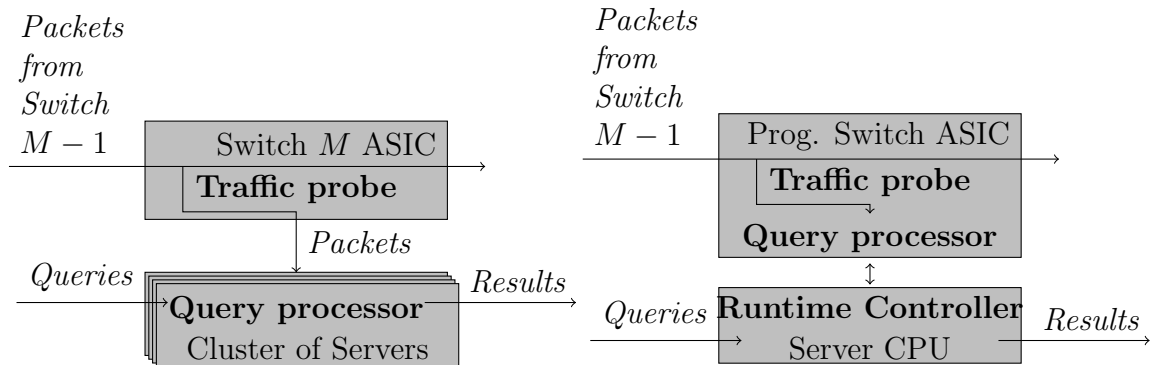 Packets
from
Switch
M − 1
Switch M ASIC
Traffic probe
Packets
Queries
Results
Query processor
Cluster of Servers
Packets
from
Switch
M − 1
Prog. Switch ASIC
Traffic probe
Query processor
Queries
Runtime Controller
Results
Server CPU